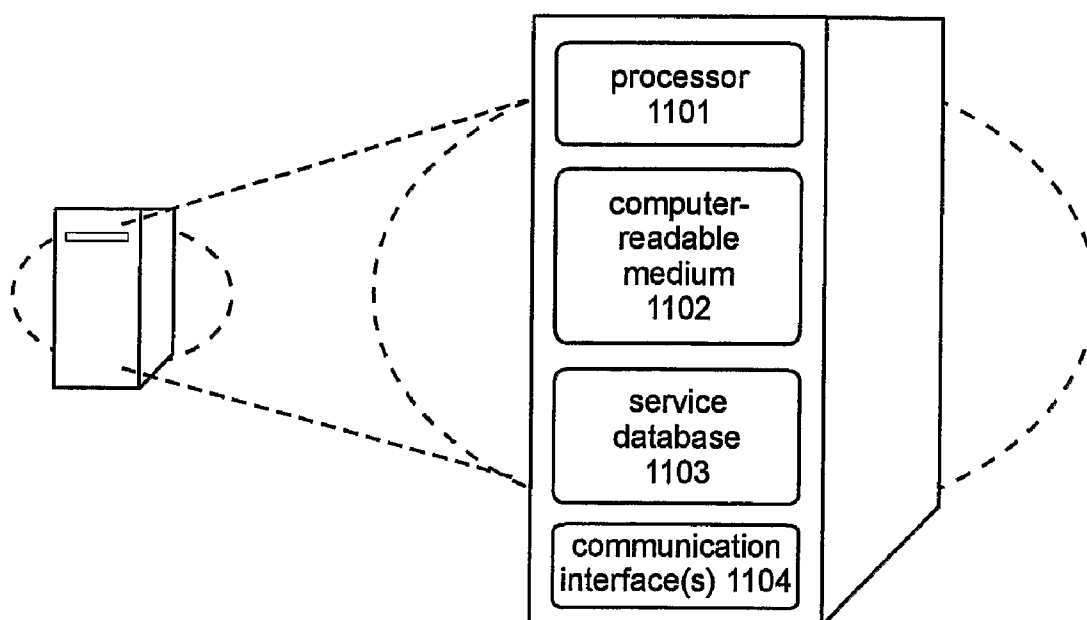 processor
1101
computer-
readable
medium
1102
service
database
1103
communication
interface(s) 1104